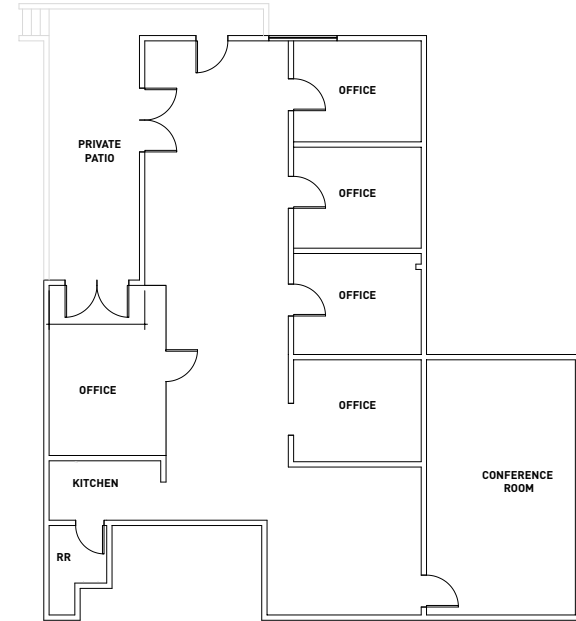 OFFICE
PRIVATE
PATIO
OFFICE
OFFICE
OFFICE
OFFICE
KITCHEN
CONFERENCE
ROOM
RR